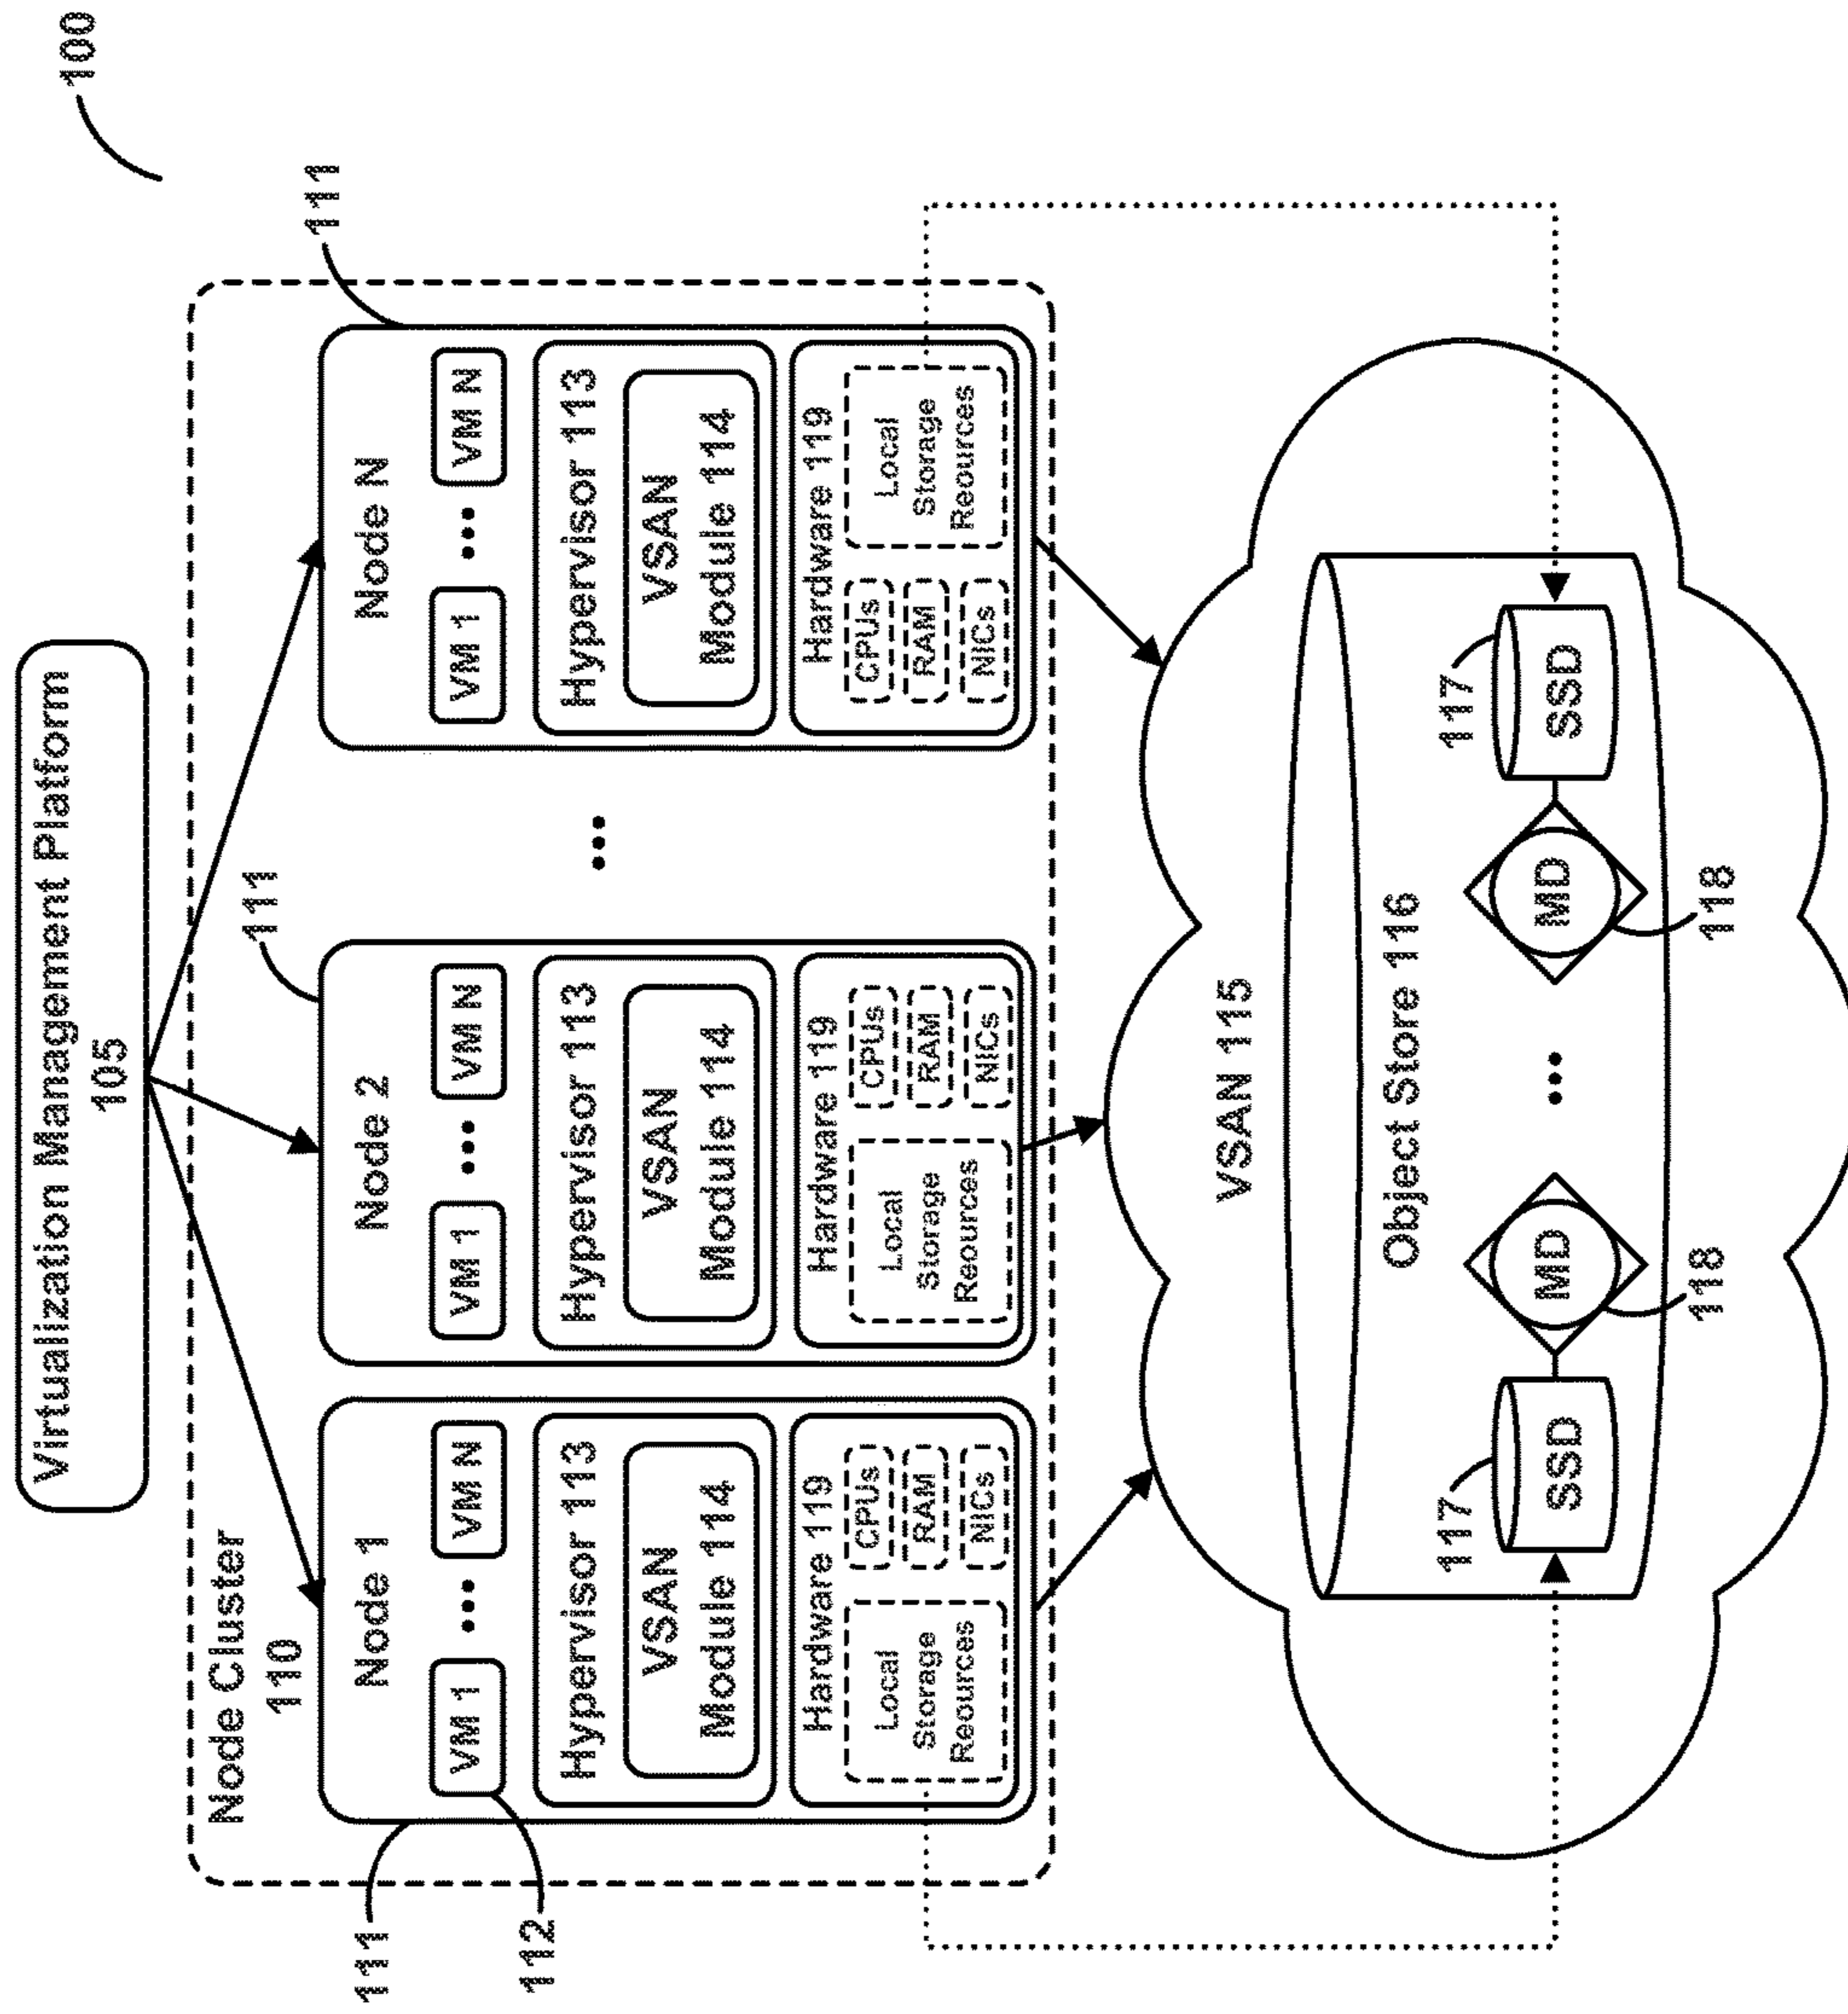 100
Virtualization Management Platform
105
Node Cluster
110
111
111
111
112
Node 1
VM 1
...
VM N
Hypervisor 113
VSAN
Module 114
Hardware 119
Local
Storage
Reources
CPUs
RAM
NICs
Node 2
VM 1
...
VM N
Hypervisor 113
VSAN
Module 114
Hardware 119
Local
Storage
Reources
CPUs
RAM
NICs
...
Node N
VM 1
...
VM N
Hypervisor 113
VSAN
Module 114
Hardware 119
CPUs
RAM
NICs
Local
Storage
Reources
VSAN 115
Object Store 116
117
SSD
MD
118
...
MD
118
117
SSD